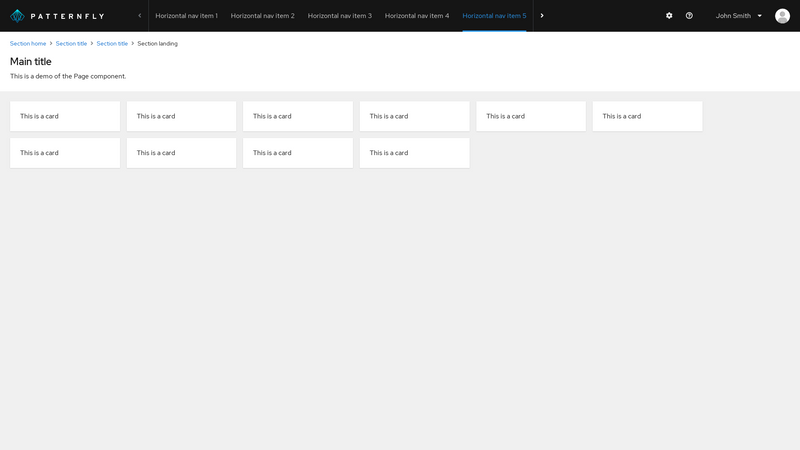 PATTERNFLY Horizontal nav item 1 Horizontal nav item 2 Horizontal nav item 3 Horizontal nav item 4 Horizontal nav item 5 John Smith
Section home Section title Section title Section landing
Main title
This is a demo of the Page component.
This is a card This is a card This is a card This is a card This is a card This is a card
This is a card This is a card This is a card This is a card